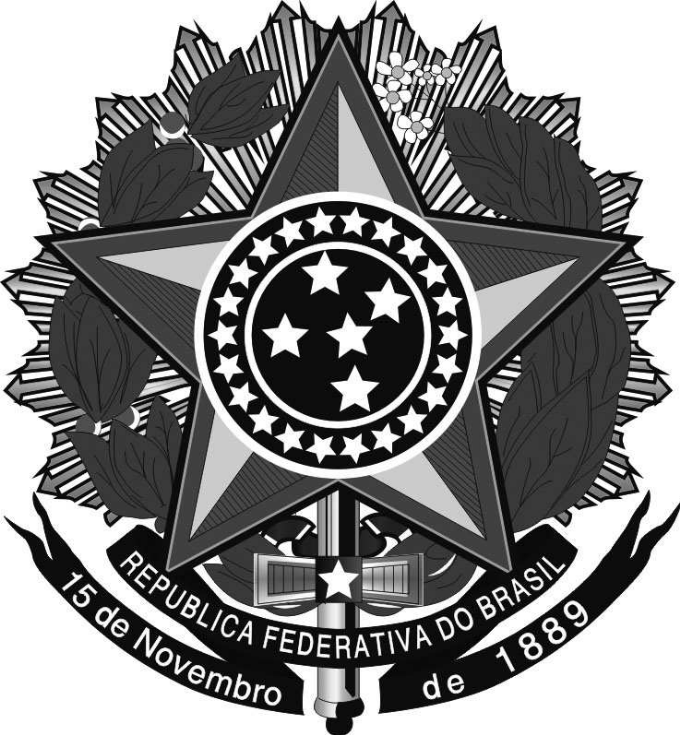 REPUBLICA FEDERATIVA DO BRASIL
15 de Novembro de 1889